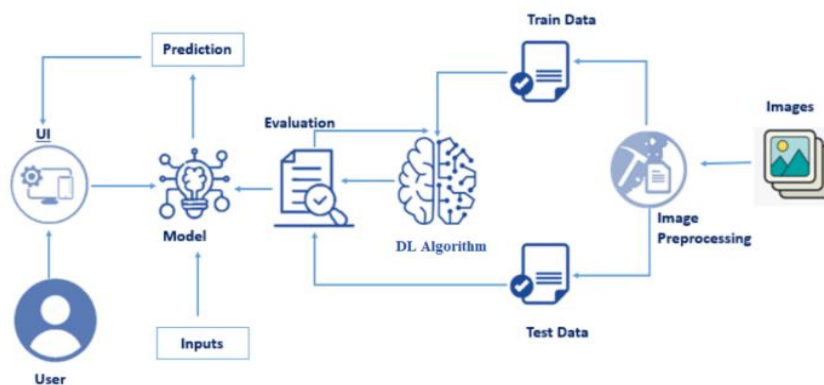 Train Data
Prediction
Images
Evaluation
UI
Model
DL Algorithm
Image
Preprocessing
Test Data
Inputs
User